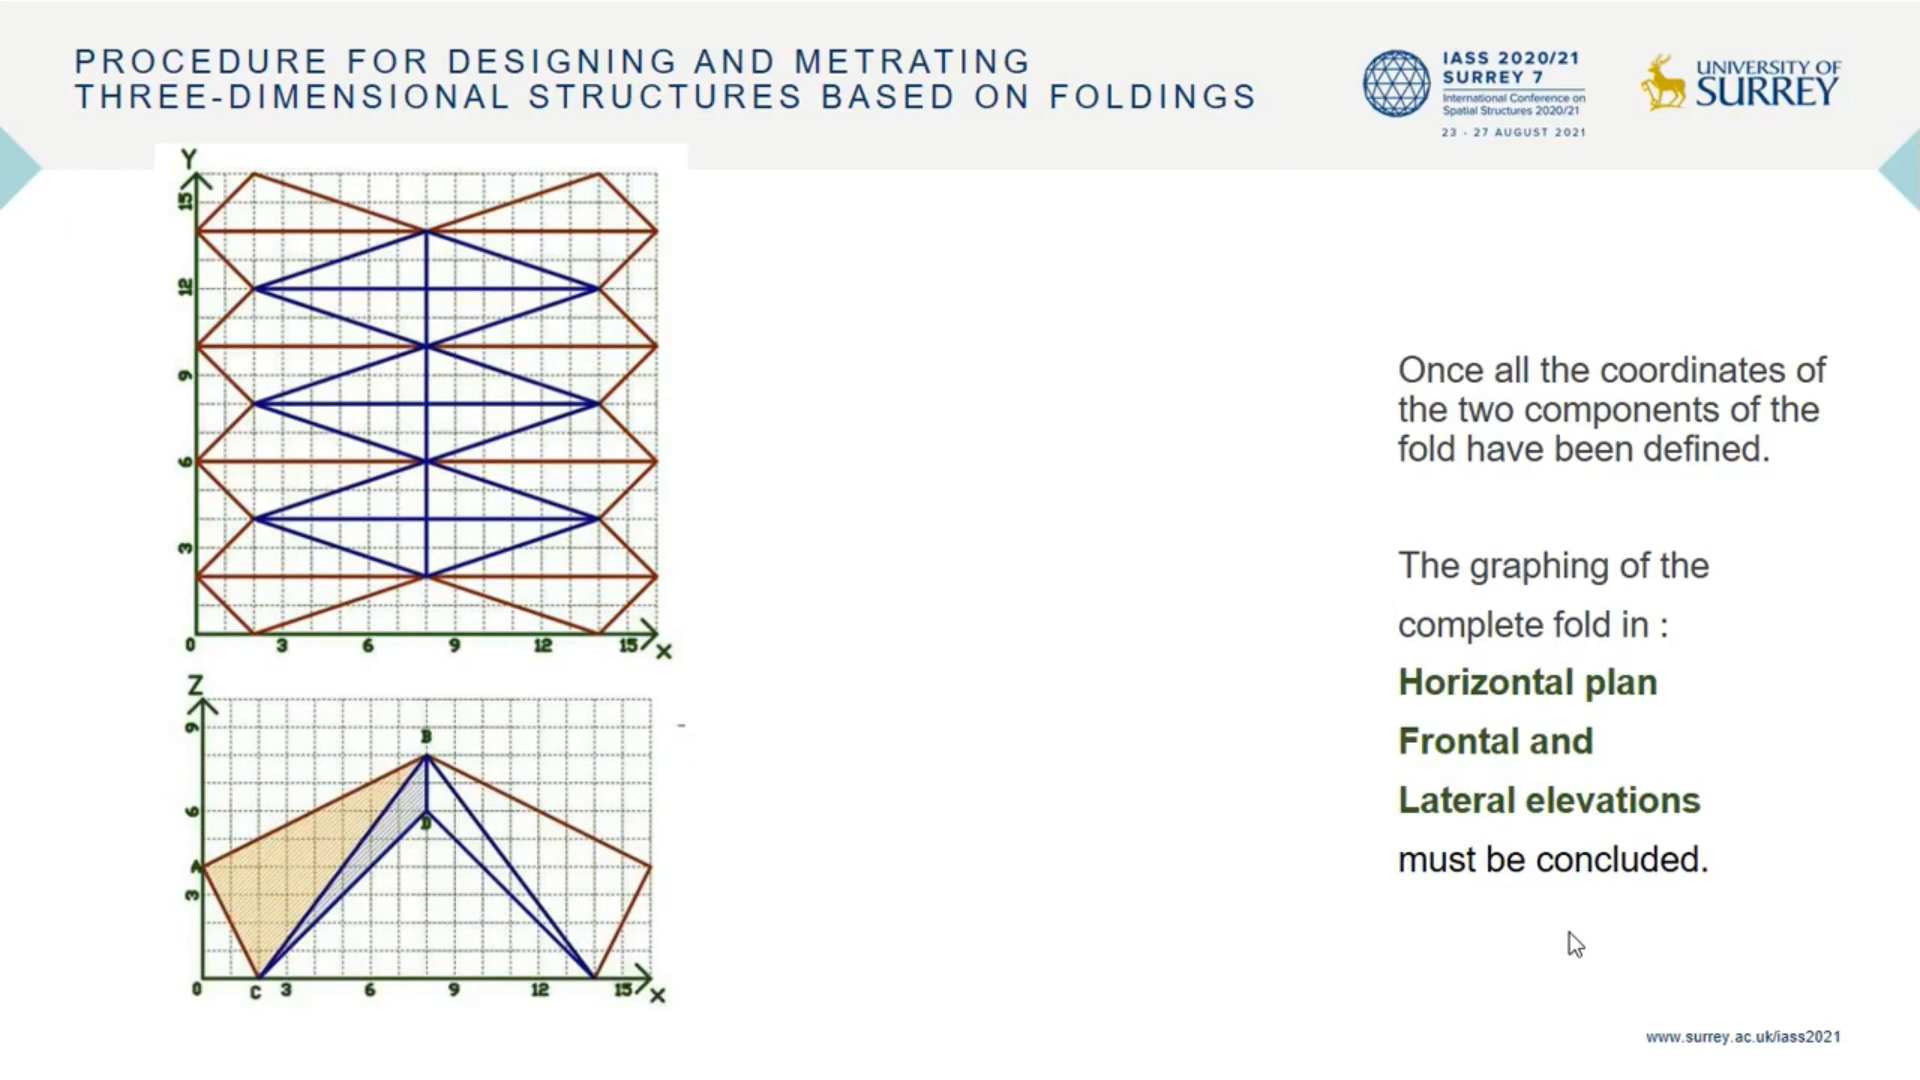 PROCEDURE FOR DESIGNING AND METRATING
THREE-DIMENSIONAL STRUCTURES BASED ON FOLDINGS
IASS 2020/21
SURREY 7
International Conference on
Spatial Structures 2020/21
23 - 27 AUGUST 2021
UNIVERSITY OF
SURREY
Y
15
12
9
6
3
0 3 6 9 12 15 X
Z
9
B
6
D
A
3
0 C 3 6 9 12 15 X
Once all the coordinates of
the two components of the
fold have been defined.
The graphing of the
complete fold in :
Horizontal plan
Frontal and
Lateral elevations
must be concluded.
www.surrey.ac.uk/iass2021